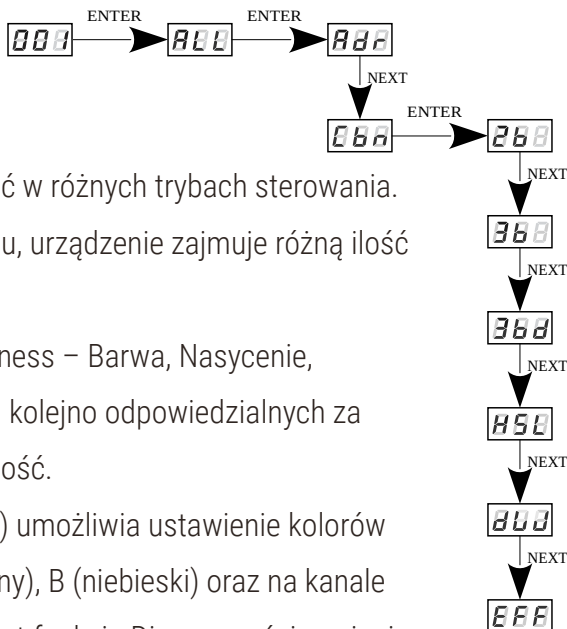 ENTER ENTER
001 ALL Adr
NEXT
ENTER
Cbn 2b
NEXT
ć w różnych trybach sterowania.
3b
u, urządzenie zajmuje różną ilość
NEXT
3bd
ness – Barwa, Nasycenie,
NEXT
kolejno odpowiedzialnych za
HSL
ość.
NEXT
) umożliwia ustawienie kolorów
dUd
ny), B (niebieski) oraz na kanale
NEXT
EFF